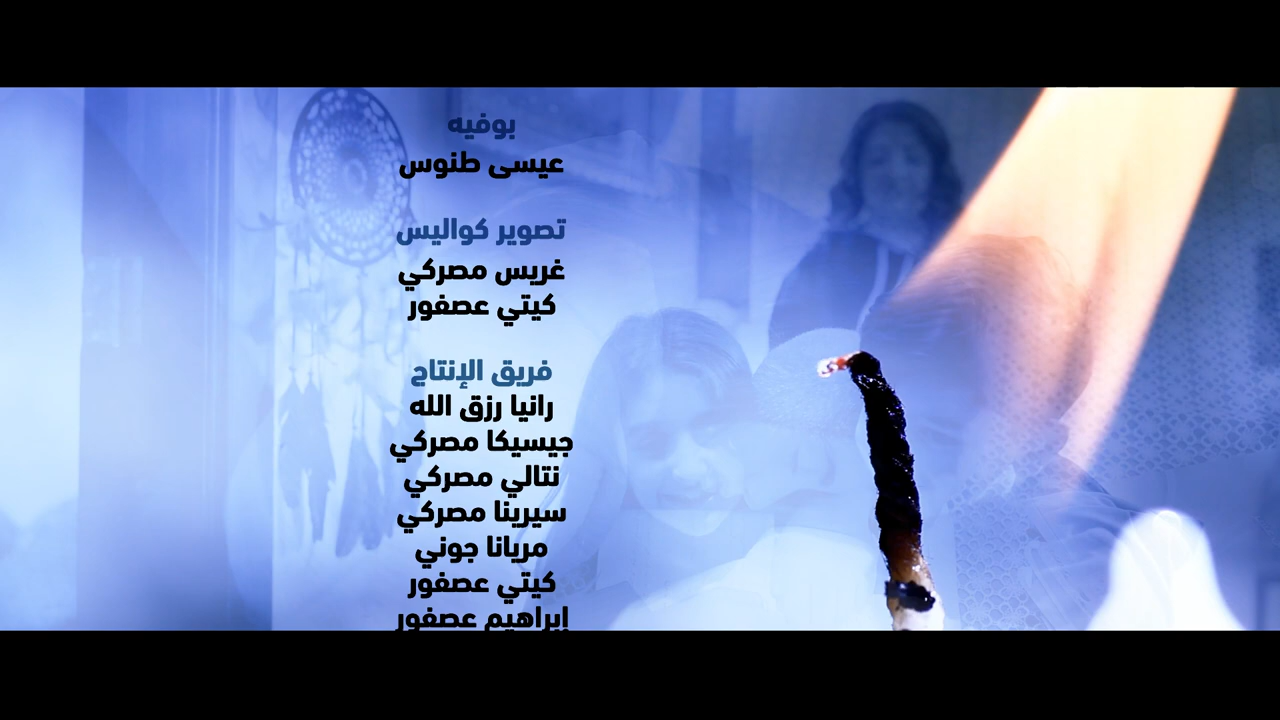 بوفيه
عيسى طنوس
تصوير كواليس
غريس مصركي
كيتي عصفور
فريق الإنتاج
رانيا رزق الله
جيسيكا مصركي
نتالي مصركي
سيرينا مصركي
مريانا جوني
كيتي عصفور
إبراهيم عصفور